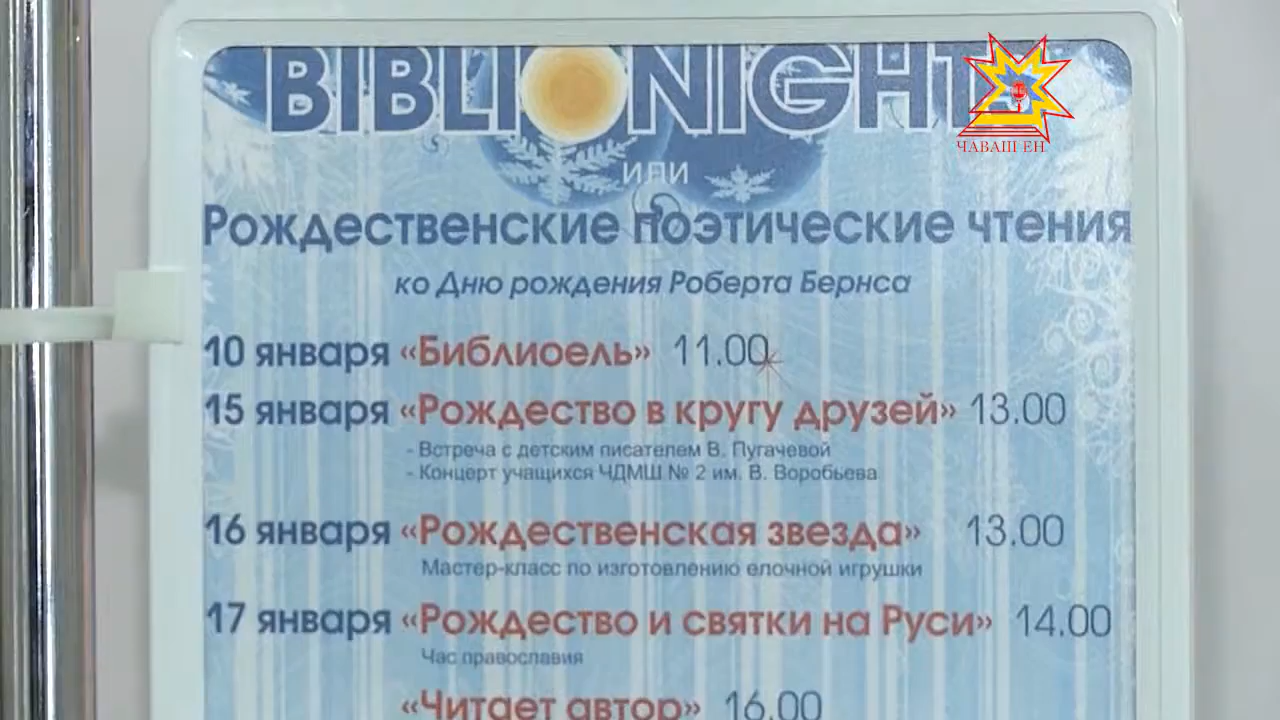 BIBLIONIGHT
ЧАВАШ ЕН
или
Рождественские поэтические чтения
ко Дню рождения Роберта Бернса
10 января «Библиоель» 11.00
15 января «Рождество в кругу друзей» 13.00
- Встреча с детским писателем В. Пугачевой
- Концерт учащихся ЧДМШ № 2 им. В. Воробьева
16 января «Рождественская звезда» 13.00
Мастер-класс по изготовлению елочной игрушки
17 января «Рождество и святки на Руси» 14.00
Час православия
«Читает автор» 16.00